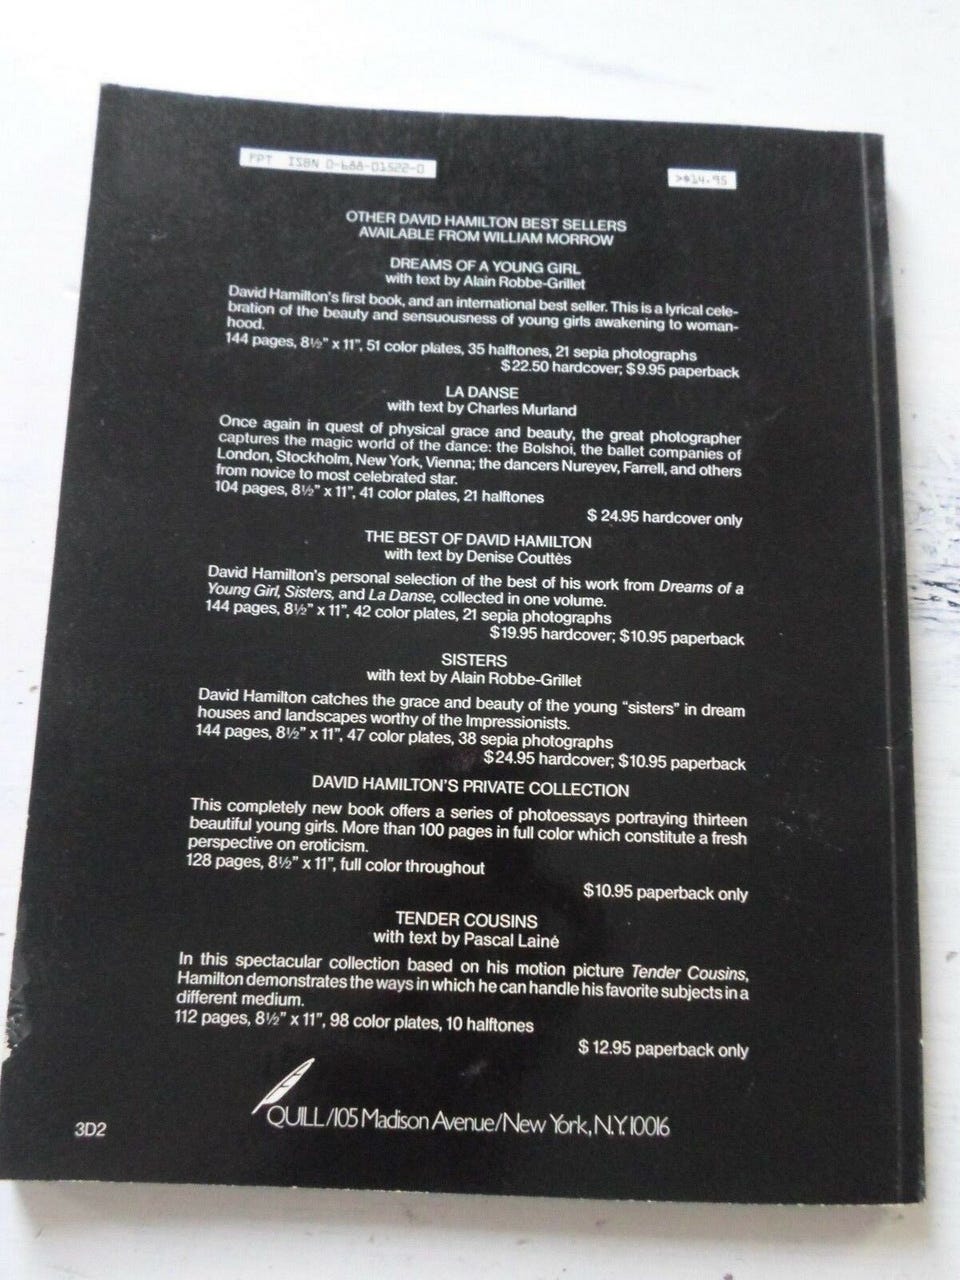 FPT ISBN 0-688-01522-0
>$14.95
OTHER DAVID HAMILTON BEST SELLERS
AVAILABLE FROM WILLIAM MORROW
DREAMS OF A YOUNG GIRL
with text by Alain Robbe-Grillet
David Hamilton's first book, and an international best seller. This is a lyrical cele-
bration of the beauty and sensuousness of young girls awakening to woman-
hood.
144 pages, 8½" x 11", 51 color plates, 35 halftones, 21 sepia photographs
$22.50 hardcover; $9.95 paperback
LA DANSE
with text by Charles Murland
Once again in quest of physical grace and beauty, the great photographer
captures the magic world of the dance: the Bolshoi, the ballet companies of
London, Stockholm, New York, Vienna; the dancers Nureyev, Farrell, and others
from novice to most celebrated star.
104 pages, 8½" x 11", 41 color plates, 21 halftones
$ 24.95 hardcover only
THE BEST OF DAVID HAMILTON
with text by Denise Couttès
David Hamilton's personal selection of the best of his work from Dreams of a
Young Girl, Sisters, and La Danse, collected in one volume.
144 pages, 8½" x 11", 42 color plates, 21 sepia photographs
$19.95 hardcover; $10.95 paperback
SISTERS
with text by Alain Robbe-Grillet
David Hamilton catches the grace and beauty of the young "sisters" in dream
houses and landscapes worthy of the Impressionists.
144 pages, 8½" x 11", 47 color plates, 38 sepia photographs
$24.95 hardcover; $10.95 paperback
DAVID HAMILTON'S PRIVATE COLLECTION
This completely new book offers a series of photoessays portraying thirteen
beautiful young girls. More than 100 pages in full color which constitute a fresh
perspective on eroticism.
128 pages, 8½" x 11", full color throughout
$10.95 paperback only
TENDER COUSINS
with text by Pascal Lainé
In this spectacular collection based on his motion picture Tender Cousins,
Hamilton demonstrates the ways in which he can handle his favorite subjects in a
different medium.
112 pages, 8½" x 11", 98 color plates, 10 halftones
$ 12.95 paperback only
QUILL/105 Madison Avenue/New York, N.Y. 10016
3D2